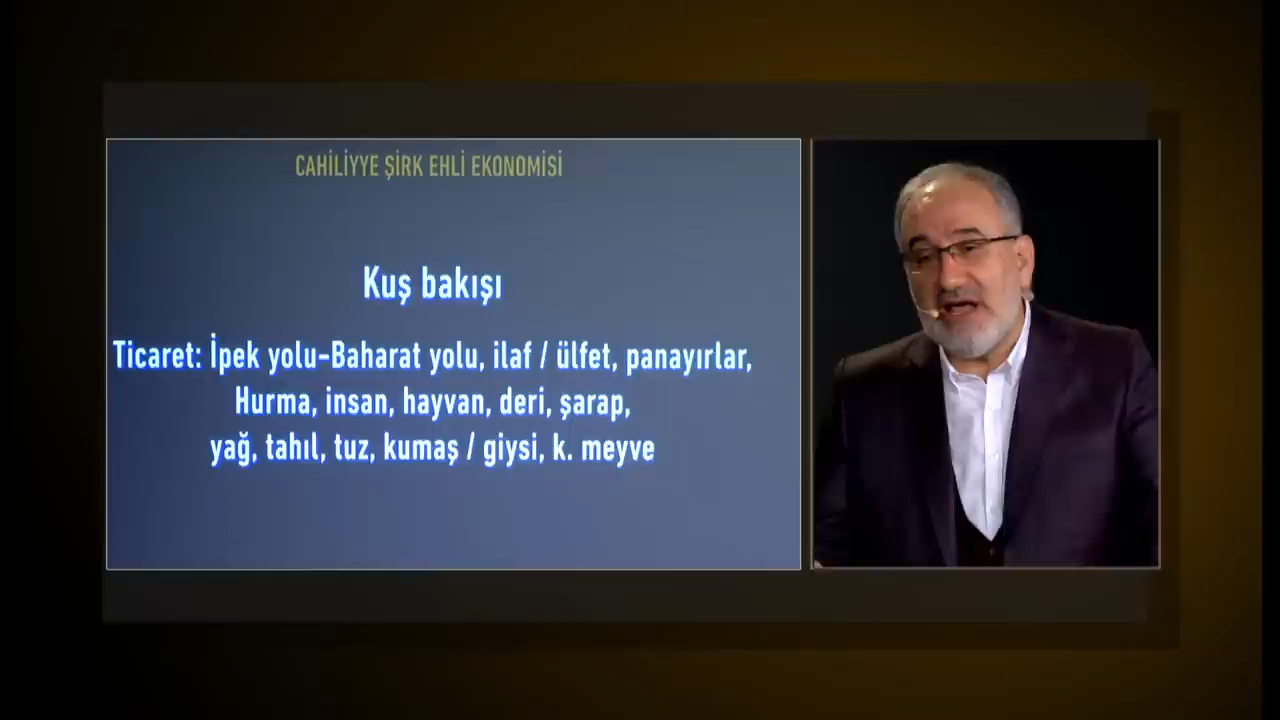 CAHİLİYYE ŞİRK EHLİ EKONOMİSİ
Kuş bakışı
Ticaret: İpek yolu-Baharat yolu, ilaf / ülfet, panayırlar,
Hurma, insan, hayvan, deri, şarap,
yağ, tahıl, tuz, kumaş / giysi, k. meyve